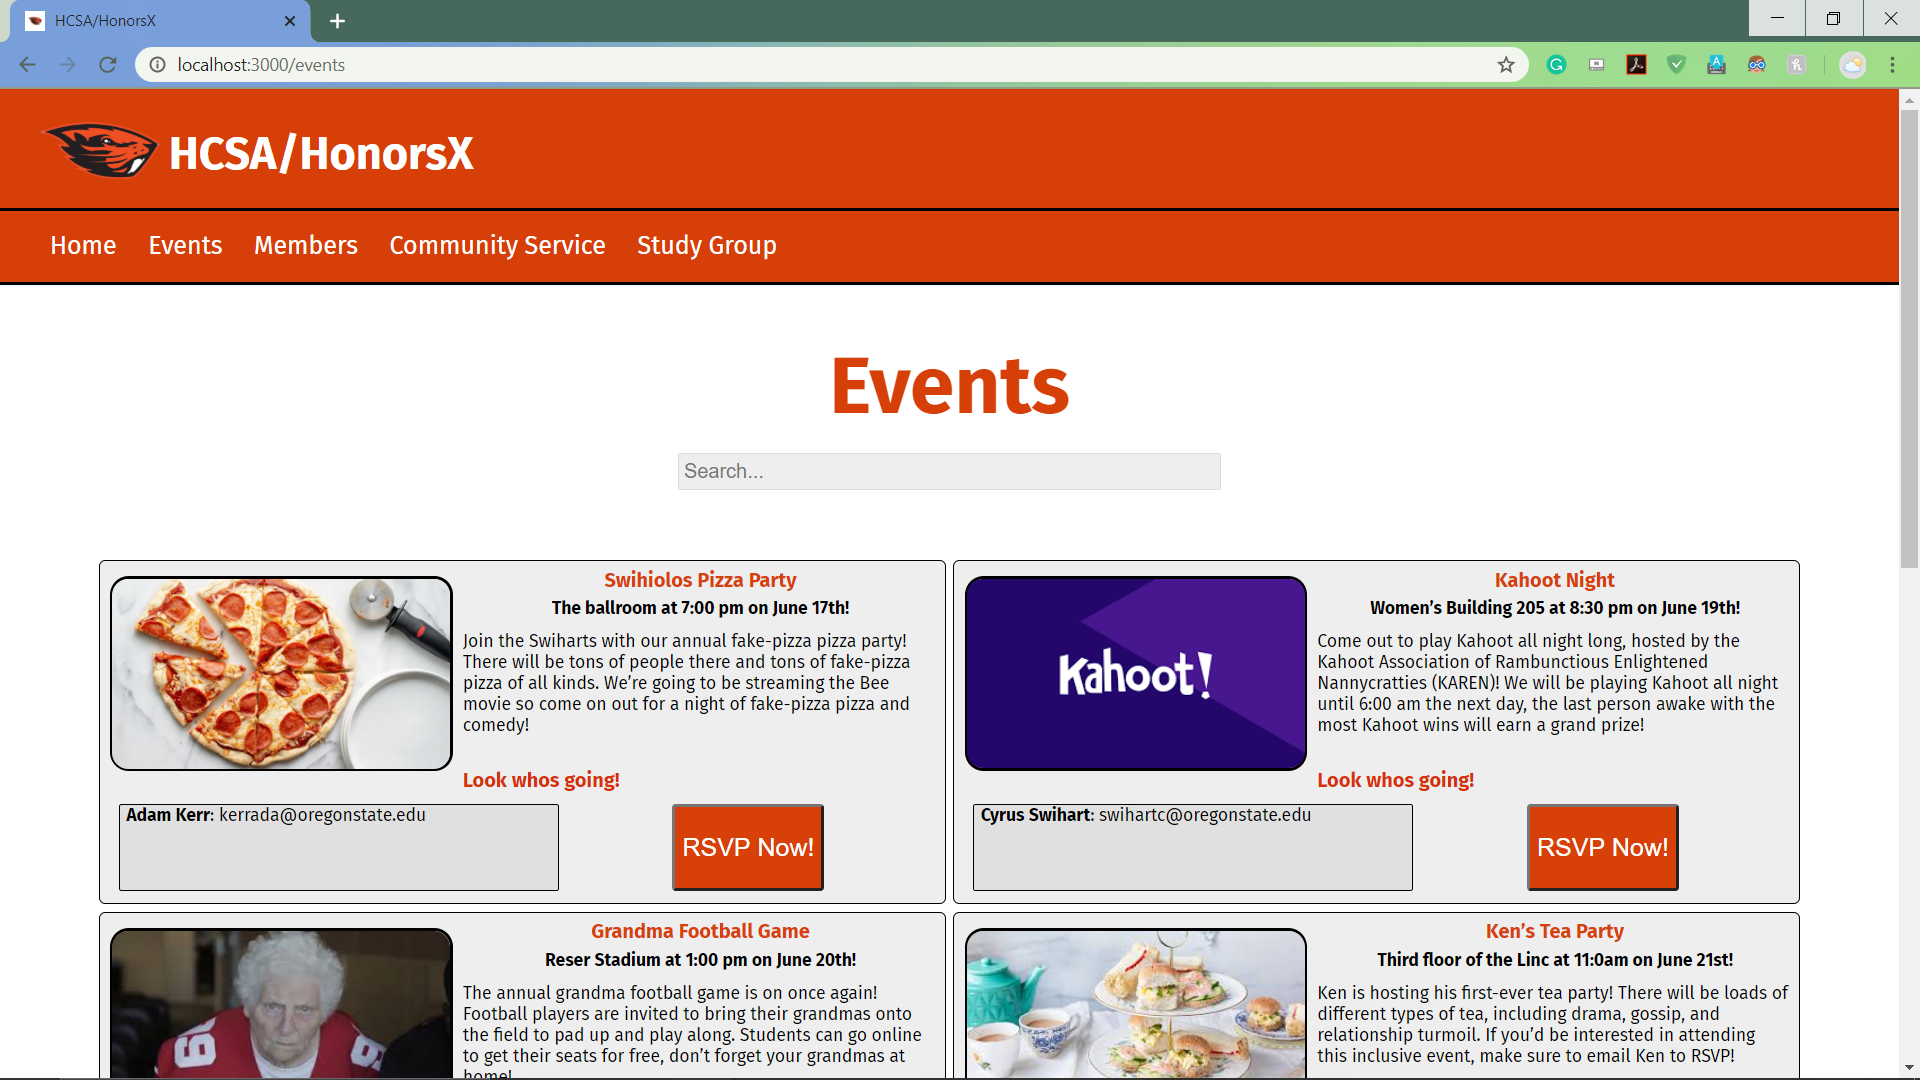 HCSA/HonorsX
localhost:3000/events
HCSA/HonorsX
Home Events Members Community Service Study Group
Events
Search...
Swihiolos Pizza Party
The ballroom at 7:00 pm on June 17th!
Join the Swiharts with our annual fake-pizza pizza party!
There will be tons of people there and tons of fake-pizza
pizza of all kinds. We're going to be streaming the Bee
movie so come on out for a night of fake-pizza pizza and
comedy!
Look whos going!
Adam Kerr: kerrada@oregonstate.edu
RSVP Now!
Kahoot Night
Women's Building 205 at 8:30 pm on June 19th!
Kahoot!
Come out to play Kahoot all night long, hosted by the
Kahoot Association of Rambunctious Enlightened
Nannycratties (KAREN)! We will be playing Kahoot all night
until 6:00 am the next day, the last person awake with the
most Kahoot wins will earn a grand prize!
Look whos going!
Cyrus Swihart: swihartc@oregonstate.edu
RSVP Now!
Grandma Football Game
Reser Stadium at 1:00 pm on June 20th!
The annual grandma football game is on once again!
Football players are invited to bring their grandmas onto
the field to pad up and play along. Students can go online
to get their seats for free, don't forget your grandmas at
home!
Ken's Tea Party
Third floor of the Linc at 11:0am on June 21st!
Ken is hosting his first-ever tea party! There will be loads of
different types of tea, including drama, gossip, and
relationship turmoil. If you'd be interested in attending
this inclusive event, make sure to email Ken to RSVP!